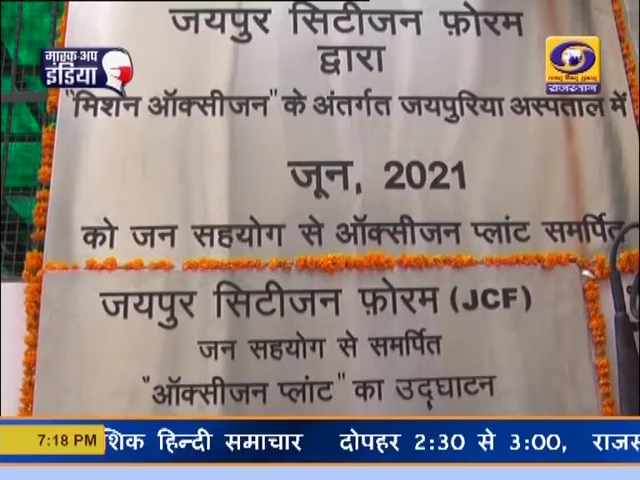 जयपुर सिटीजन फ़ोरम
द्वारा
मास्क-अप
इंडिया
राजस्थान
"मिशन ऑक्सीजन" के अंतर्गत जयपुरिया अस्पताल में
जून, 2021
को जन सहयोग से ऑक्सीजन प्लांट समर्पित
जयपुर सिटीजन फ़ोरम (JCF)
जन सहयोग से समर्पित
"ऑक्सीजन प्लांट" का उद्घाटन
7:18 PM शिक हिन्दी समाचार दोपहर 2:30 से 3:00, राजस